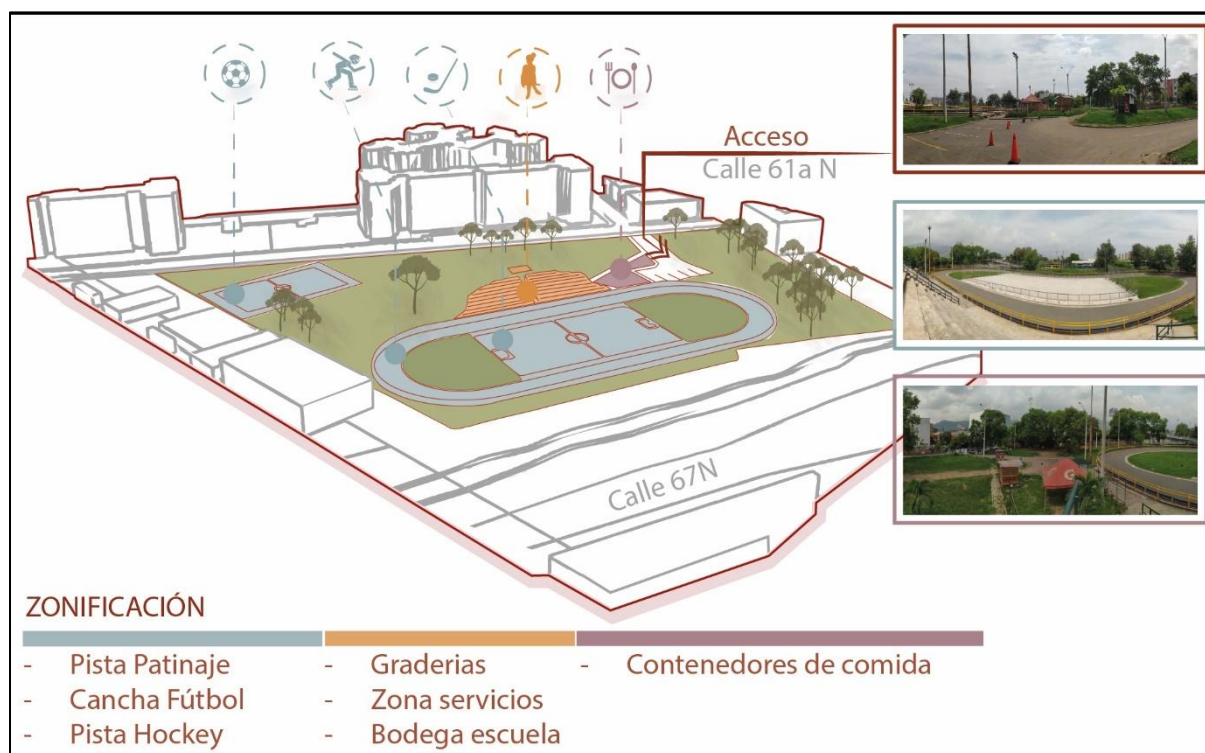 Acceso
Calle 61a N
Calle 67N
ZONIFICACIÓN
- Pista Patinaje
- Cancha Fútbol
- Pista Hockey
- Graderias
- Zona servicios
- Bodega escuela
- Contenedores de comida